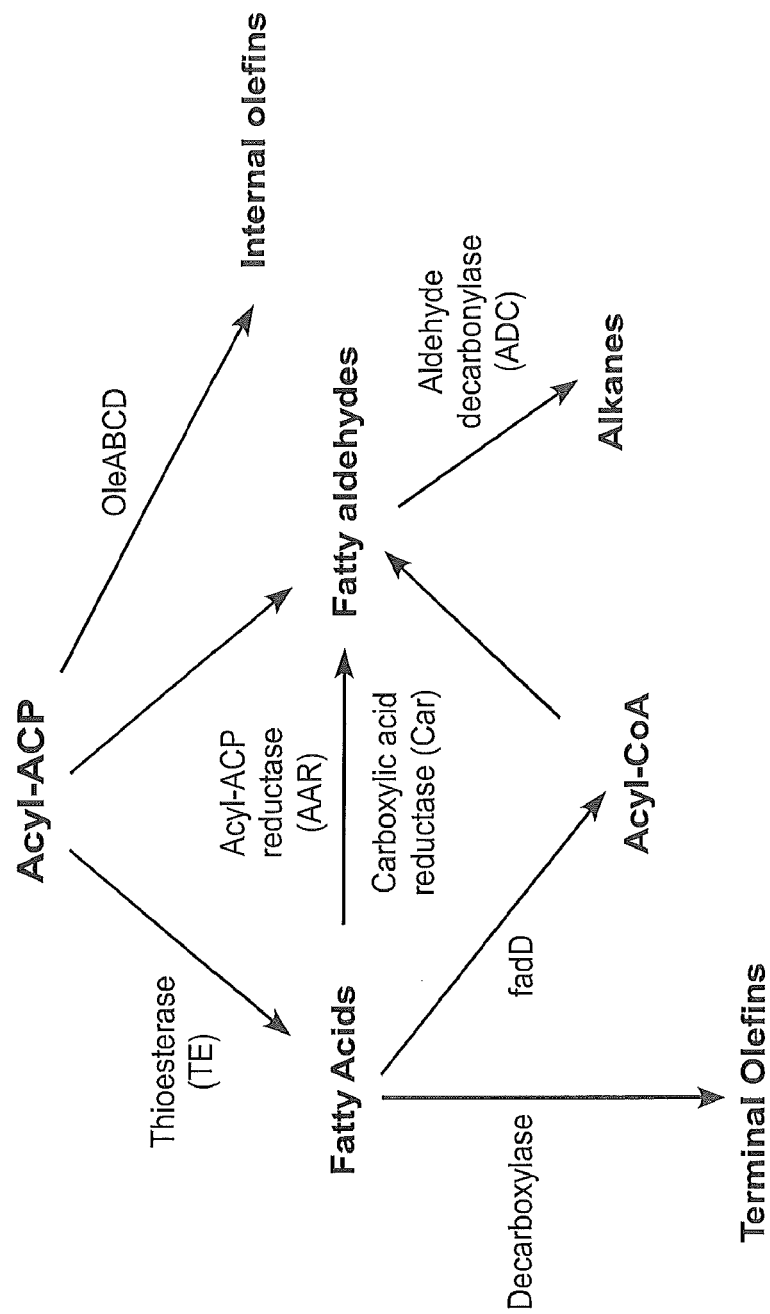 Acyl-ACP
OleABCD
Internal olefins
Thioesterase
(TE)
Acyl-ACP
reductase
(AAR)
Fatty Acids
Carboxylic acid
reductase (Car)
Fatty aldehydes
Aldehyde
decarbonylase
(ADC)
Decarboxylase
fadD
Acyl-CoA
Alkanes
Terminal Olefins